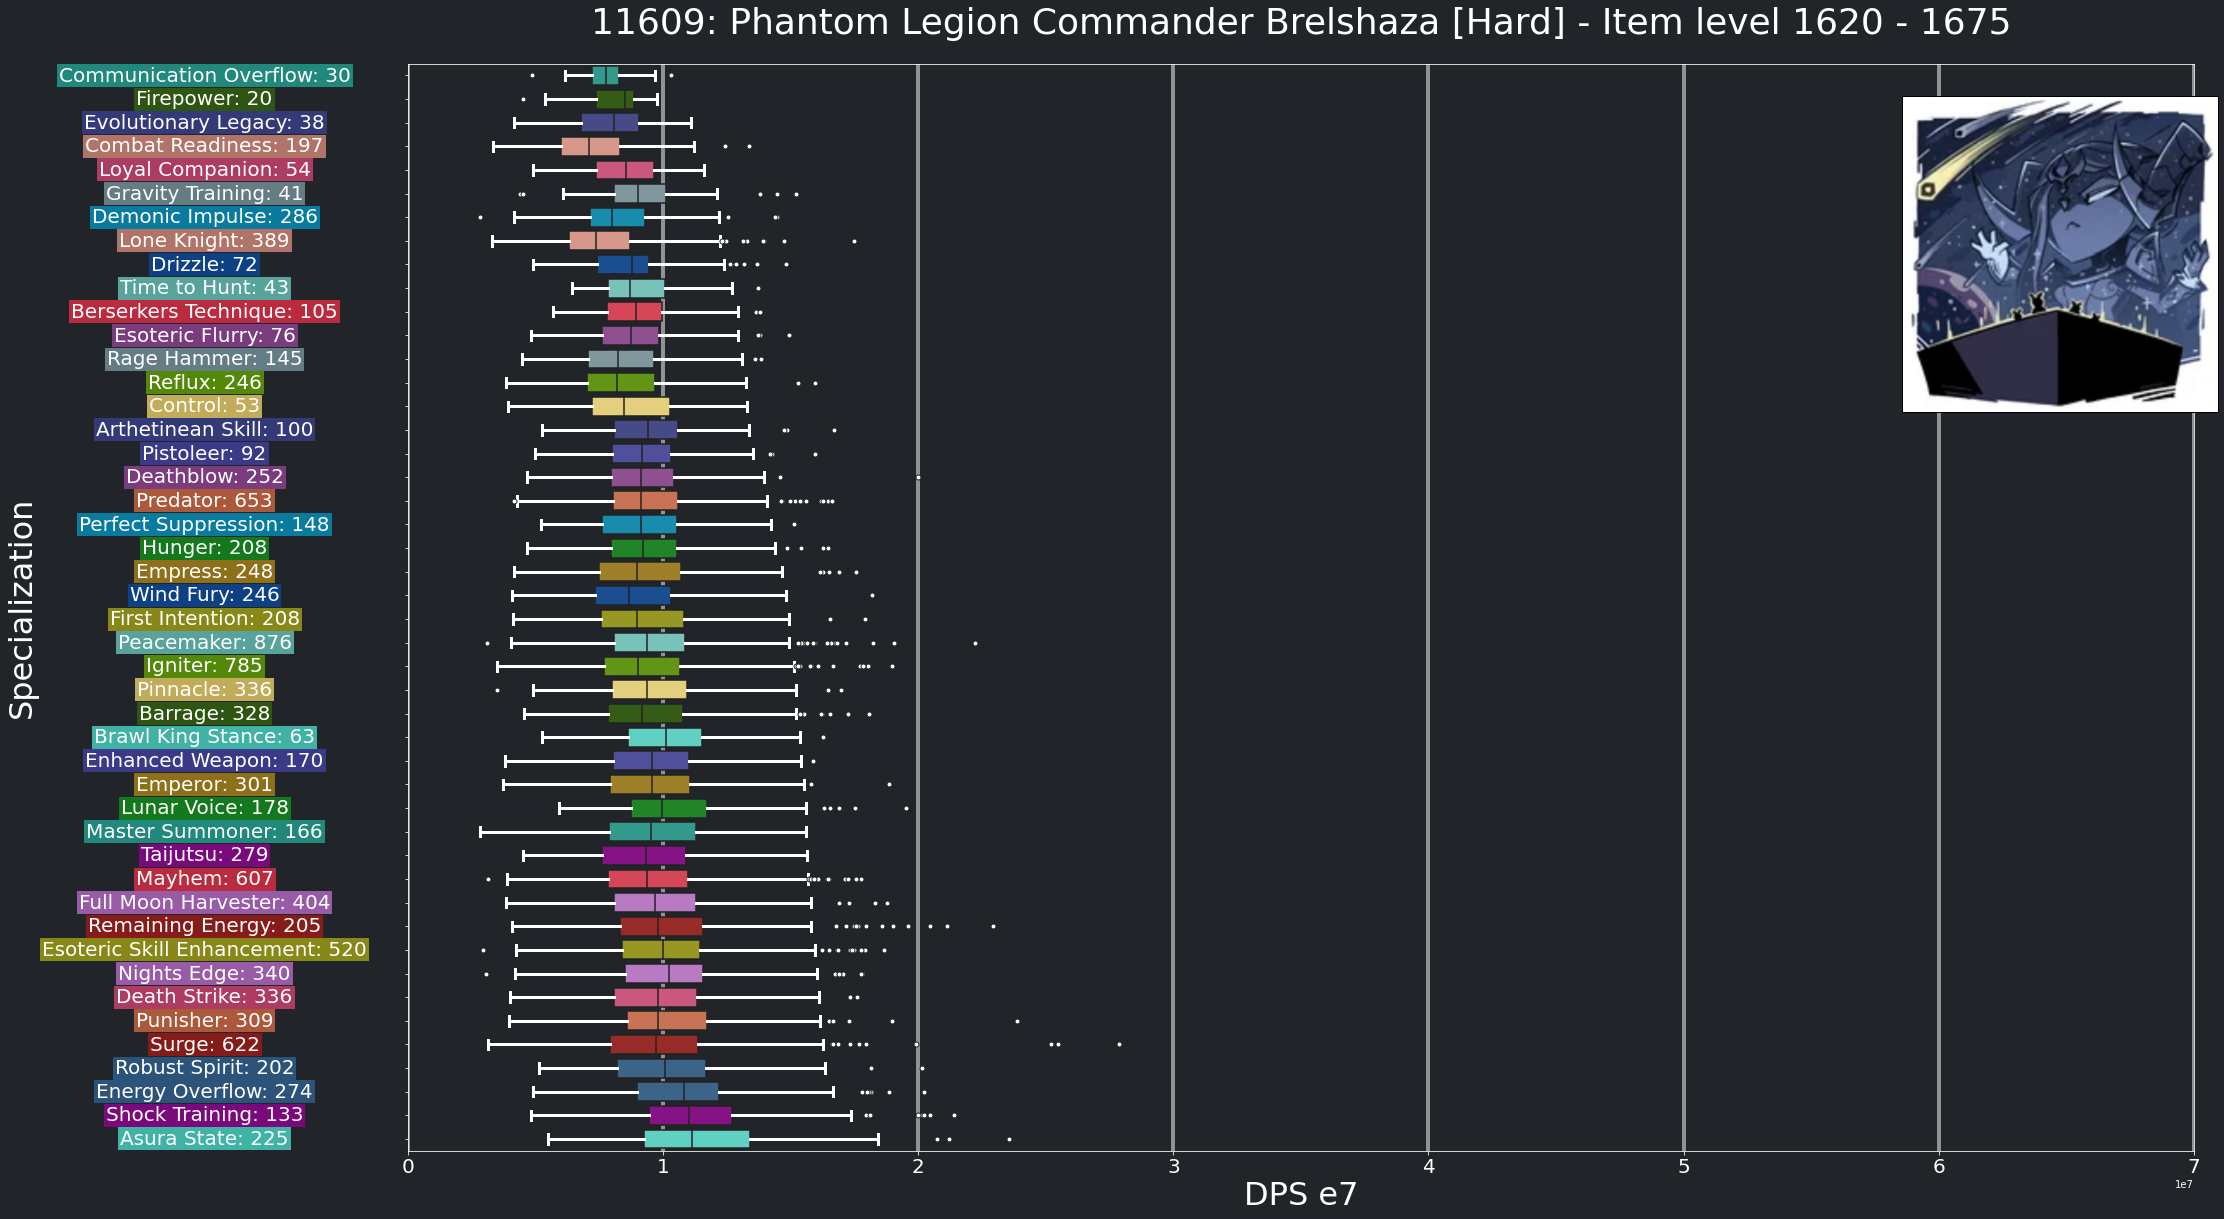 11609: Phantom Legion Commander Brelshaza [Hard] - Item level 1620 - 1675
Communication Overflow: 30
Firepower: 20
Evolutionary Legacy: 38
Combat Readiness: 197
Loyal Companion: 54
Gravity Training: 41
Demonic Impulse: 286
Lone Knight: 389
Drizzle: 72
Time to Hunt: 43
Berserkers Technique: 105
Esoteric Flurry: 76
Rage Hammer: 145
Reflux: 246
Control: 53
Arthetinean Skill: 100
Pistoleer: 92
Deathblow: 252
Predator: 653
Perfect Suppression: 148
Hunger: 208
Empress: 248
Wind Fury: 246
First Intention: 208
Peacemaker: 876
Igniter: 785
Pinnacle: 336
Barrage: 328
Brawl King Stance: 63
Enhanced Weapon: 170
Emperor: 301
Lunar Voice: 178
Master Summoner: 166
Taijutsu: 279
Mayhem: 607
Full Moon Harvester: 404
Remaining Energy: 205
Esoteric Skill Enhancement: 520
Nights Edge: 340
Death Strike: 336
Punisher: 309
Surge: 622
Robust Spirit: 202
Energy Overflow: 274
Shock Training: 133
Asura State: 225
Specialization
0 1 2 3 4 5 6 7
1e7
DPS e7